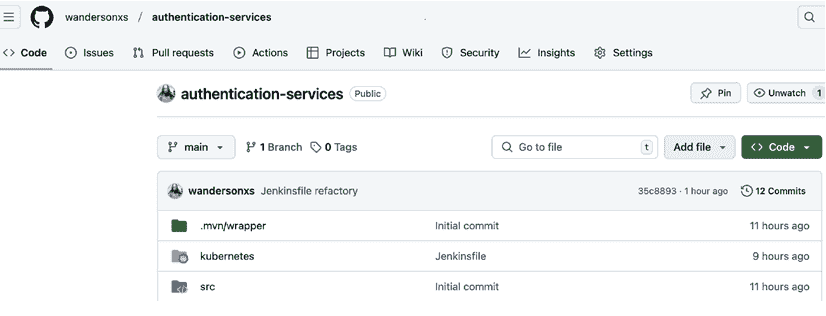 wandersonxs / authentication-services
Code Issues Pull requests Actions Projects Wiki Security Insights Settings
authentication-services Public Pin Unwatch 1
main 1 Branch 0 Tags Go to file t Add file Code
wandersonxs Jenkinsfile refactory 35c8893 · 1 hour ago 12 Commits
.mvn/wrapper Initial commit 11 hours ago
kubernetes Jenkinsfile 9 hours ago
src Initial commit 11 hours ago